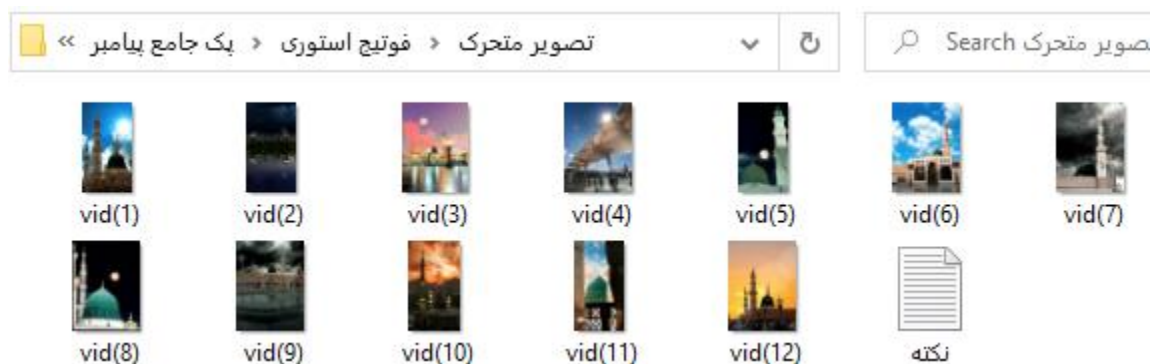 « پک جامع پیامبر › فوتیج استوری › تصویر متحرک
Search تصویر متحرک
vid(1) vid(2) vid(3) vid(4) vid(5) vid(6) vid(7)
vid(8) vid(9) vid(10) vid(11) vid(12) نکته